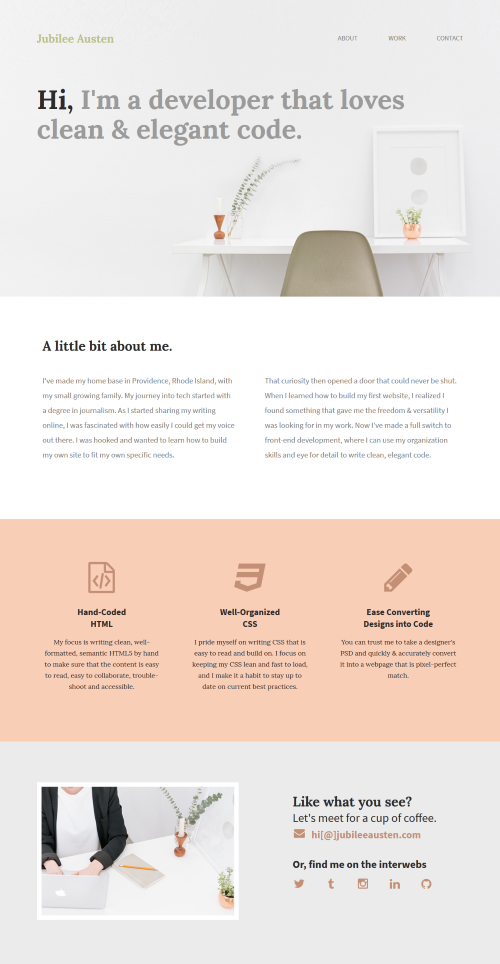 Jubilee Austen
ABOUT WORK CONTACT
Hi, I'm a developer that loves
clean & elegant code.
A little bit about me.
I've made my home base in Providence, Rhode Island, with
my small growing family. My journey into tech started with
a degree in journalism. As I started sharing my writing
online, I was fascinated with how easily I could get my voice
out there. I was hooked and wanted to learn how to build
my own site to fit my own specific needs.
That curiosity then opened a door that could never be shut.
When I learned how to build my first website, I realized I
found something that gave me the freedom & versatility I
was looking for in my work. Now I've made a full switch to
front-end development, where I can use my organization
skills and eye for detail to write clean, elegant code.
Hand-Coded
HTML
My focus is writing clean, well-
formatted, semantic HTML5 by hand
to make sure that the content is easy
to read, easy to collaborate, trouble-
shoot and accessible.
Well-Organized
CSS
I pride myself on writing CSS that is
easy to read and build on. I focus on
keeping my CSS lean and fast to load,
and I make it a habit to stay up to
date on current best practices.
Ease Converting
Designs into Code
You can trust me to take a designer's
PSD and quickly & accurately convert
it into a webpage that is pixel-perfect
match.
Like what you see?
Let's meet for a cup of coffee.
hi[@]jubileeausten.com
Or, find me on the interwebs